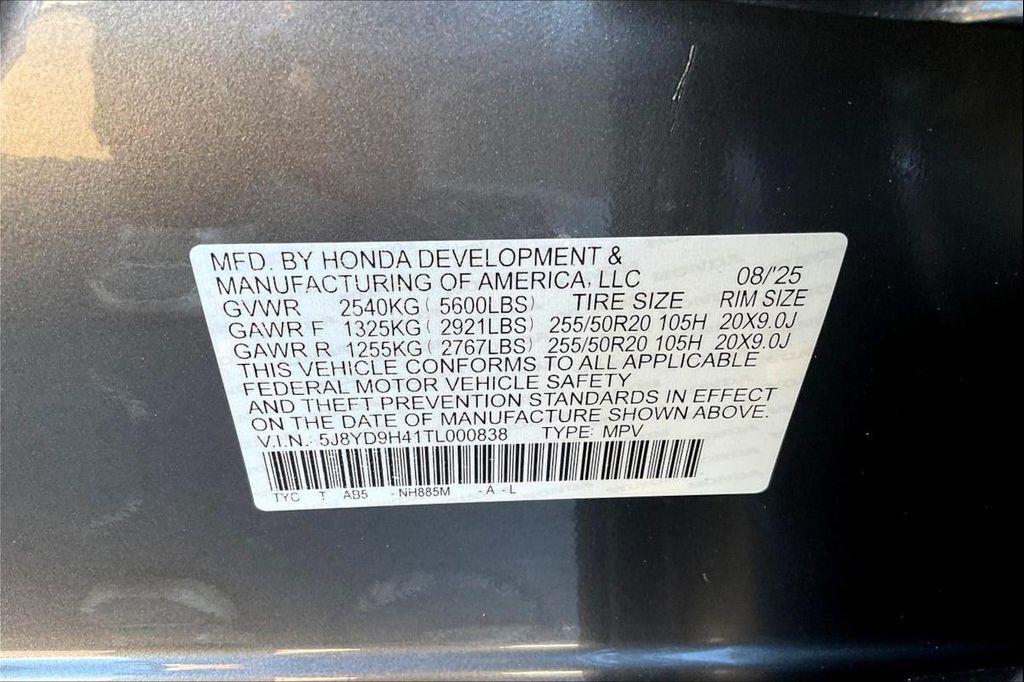 MFD. BY HONDA DEVELOPMENT &
MANUFACTURING OF AMERICA, LLC 08/'25
GVWR 2540KG ( 5600LBS) TIRE SIZE RIM SIZE
GAWR F 1325KG ( 2921LBS) 255/50R20 105H 20X9.0J
GAWR R 1255KG ( 2767LBS) 255/50R20 105H 20X9.0J
THIS VEHICLE CONFORMS TO ALL APPLICABLE
FEDERAL MOTOR VEHICLE SAFETY
AND THEFT PREVENTION STANDARDS IN EFFECT
ON THE DATE OF MANUFACTURE SHOWN ABOVE.
V.I.N.: 5J8YD9H41TL000838 TYPE: MPV
TYC T AB5 -NH885M -A -L